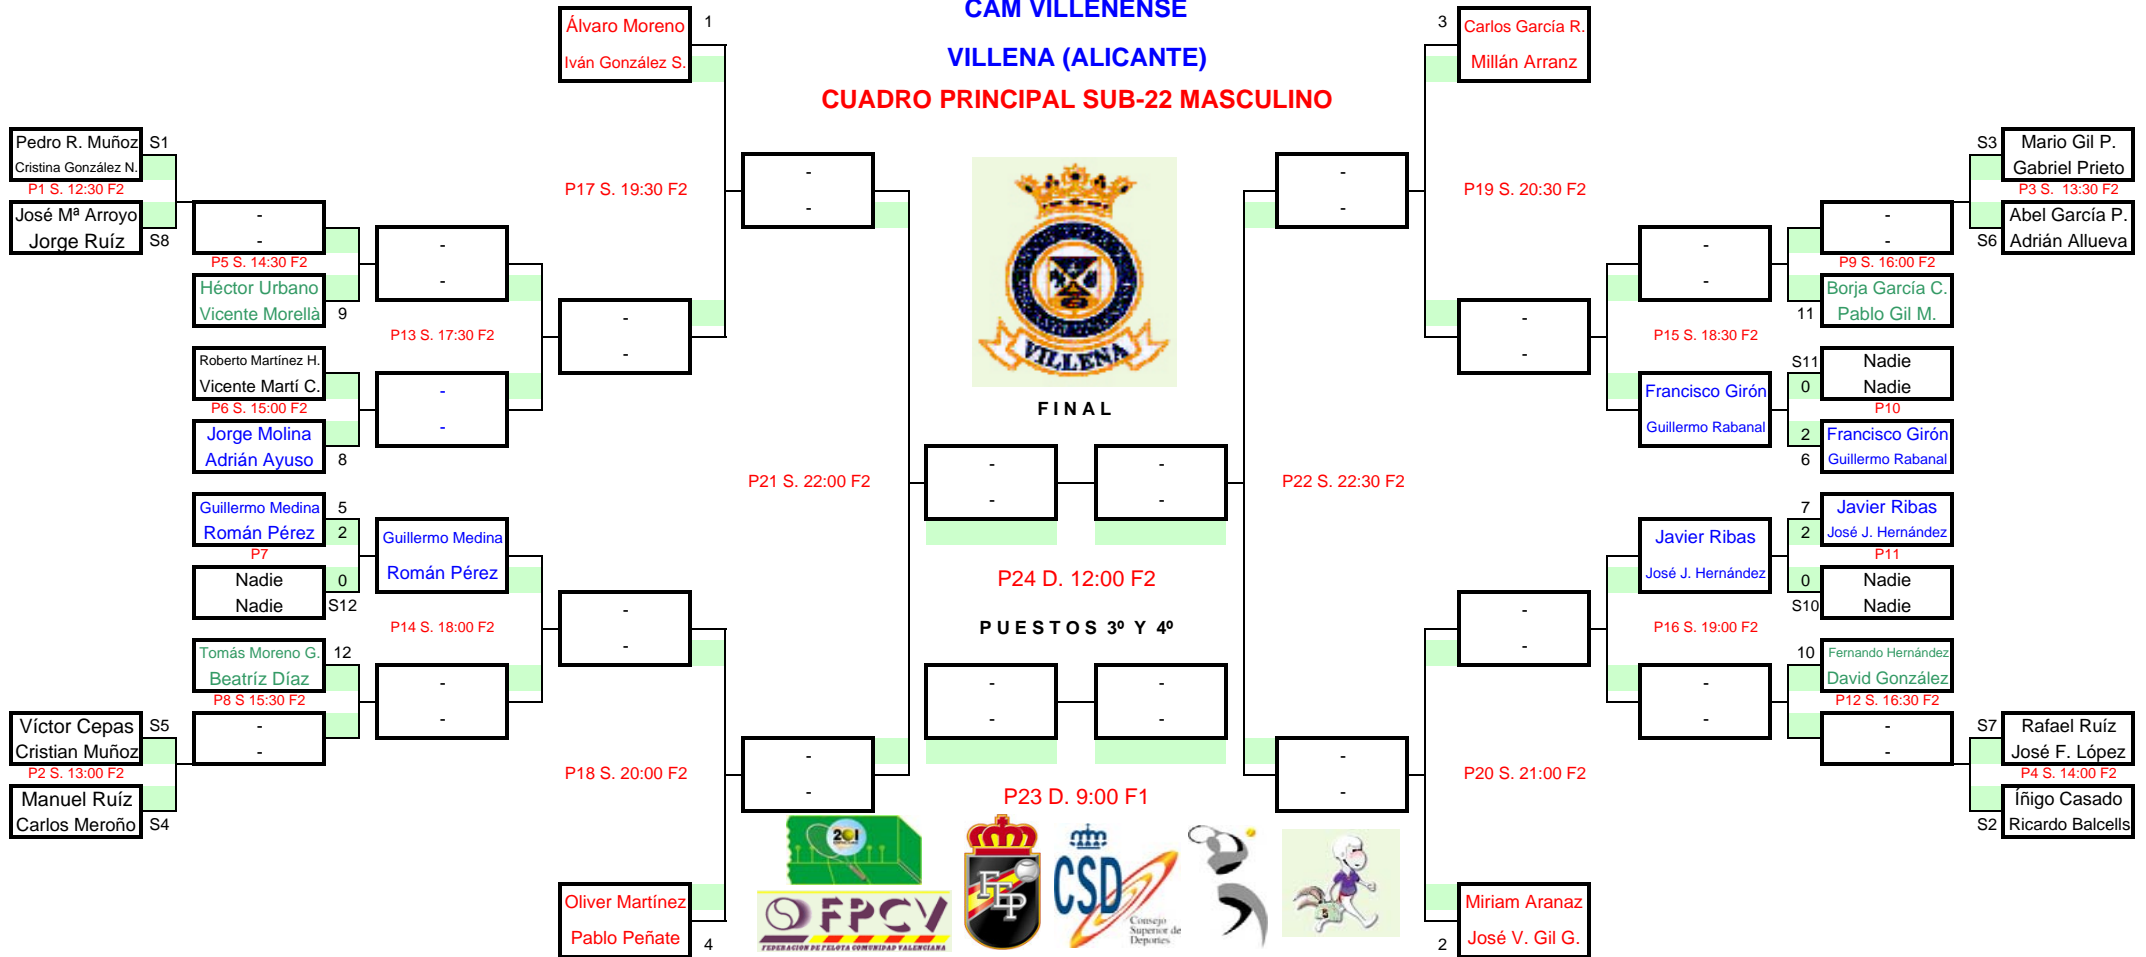 CAM VILLENENSE
VILLENA (ALICANTE)
CUADRO PRINCIPAL SUB-22 MASCULINO
Álvaro Moreno 1
Iván González S.
3 Carlos García R.
Millán Arranz
Pedro R. Muñoz S1
Cristina González N.
P1 S. 12:30 F2
José Mª Arroyo
Jorge Ruíz S8
-
-
P5 S. 14:30 F2
Héctor Urbano
Vicente Morellà 9
-
-
P13 S. 17:30 F2
Roberto Martínez H.
Vicente Martí C.
P6 S. 15:00 F2
Jorge Molina
Adrián Ayuso 8
-
-
Guillermo Medina 5
Román Pérez 2
P7
Nadie 0
Nadie S12
Guillermo Medina
Román Pérez
P14 S. 18:00 F2
Tomás Moreno G. 12
Beatríz Díaz
P8 S 15:30 F2
-
-
-
-
Víctor Cepas S5
Cristian Muñoz
P2 S. 13:00 F2
Manuel Ruíz
Carlos Meroño S4
P17 S. 19:30 F2
-
-
-
-
P21 S. 22:00 F2
-
-
P18 S. 20:00 F2
-
-
Oliver Martínez
Pablo Peñate 4
VILLENA
FINAL
-
-
-
-
P24 D. 12:00 F2
PUESTOS 3º Y 4º
-
-
-
-
P23 D. 9:00 F1
201
FPCV
FEDERACION DE PELOTA COMUNIDAD VALENCIANA
FEP
CSD
Consejo
Superior de
Deportes
-
-
P19 S. 20:30 F2
-
-
P22 S. 22:30 F2
-
-
P20 S. 21:00 F2
-
-
Miriam Aranaz
2 José V. Gil G.
S3 Mario Gil P.
Gabriel Prieto
P3 S. 13:30 F2
Abel García P.
S6 Adrián Allueva
-
-
P9 S. 16:00 F2
Borja García C.
11 Pablo Gil M.
-
-
P15 S. 18:30 F2
S11 Nadie
0 Nadie
P10
2 Francisco Girón
6 Guillermo Rabanal
Francisco Girón
Guillermo Rabanal
7 Javier Ribas
2 José J. Hernández
P11
0 Nadie
S10 Nadie
Javier Ribas
José J. Hernández
P16 S. 19:00 F2
10 Fernando Hernández
David González
P12 S. 16:30 F2
-
-
-
-
S7 Rafael Ruíz
José F. López
P4 S. 14:00 F2
Íñigo Casado
S2 Ricardo Balcells